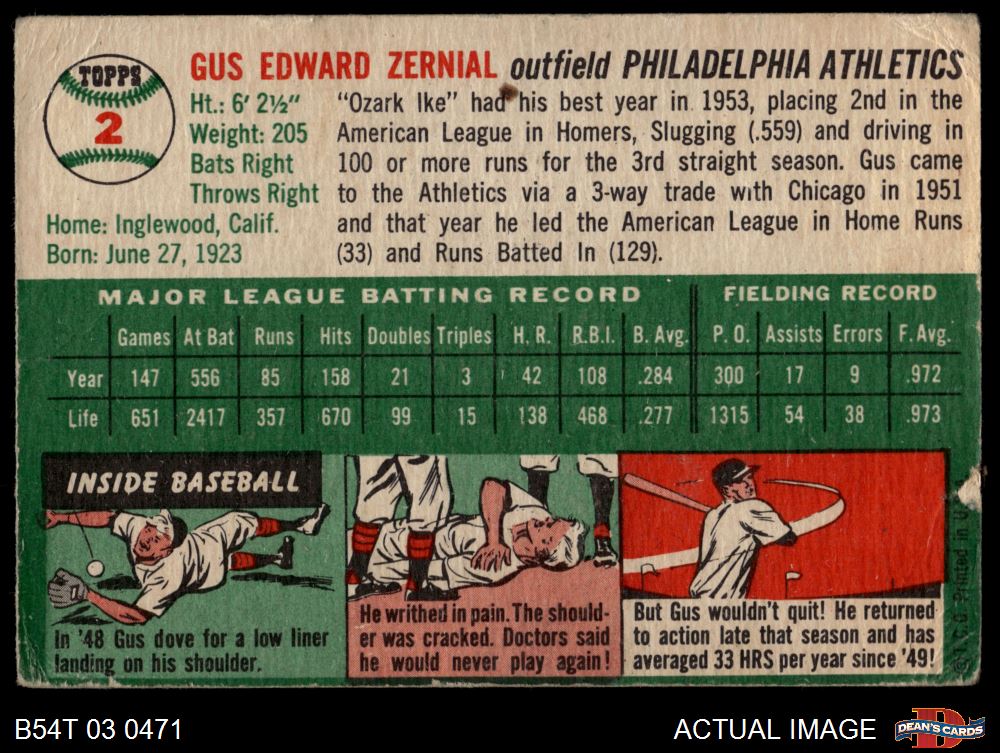 TOPPS
2
GUS EDWARD ZERNIAL outfield PHILADELPHIA ATHLETICS
Ht.: 6' 2½"
Weight: 205
Bats Right
Throws Right
Home: Inglewood, Calif.
Born: June 27, 1923
"Ozark Ike" had his best year in 1953, placing 2nd in the
American League in Homers, Slugging (.559) and driving in
100 or more runs for the 3rd straight season. Gus came
to the Athletics via a 3-way trade with Chicago in 1951
and that year he led the American League in Home Runs
(33) and Runs Batted In (129).
MAJOR LEAGUE BATTING RECORD FIELDING RECORD
Games At Bat Runs Hits Doubles Triples H. R. R.B.I. B. Avg. P. O. Assists Errors F. Avg.
Year 147 556 85 158 21 3 42 108 .284 300 17 9 .972
Life 651 2417 357 670 99 15 138 468 .277 1315 54 38 .973
INSIDE BASEBALL
In '48 Gus dove for a low liner
landing on his shoulder.
He writhed in pain. The should-
er was cracked. Doctors said
he would never play again!
But Gus wouldn't quit! He returned
to action late that season and has
averaged 33 HRS per year since '49!
© T. C. G. Printed in U
B54T 03 0471
ACTUAL IMAGE
DEAN'S CARDS